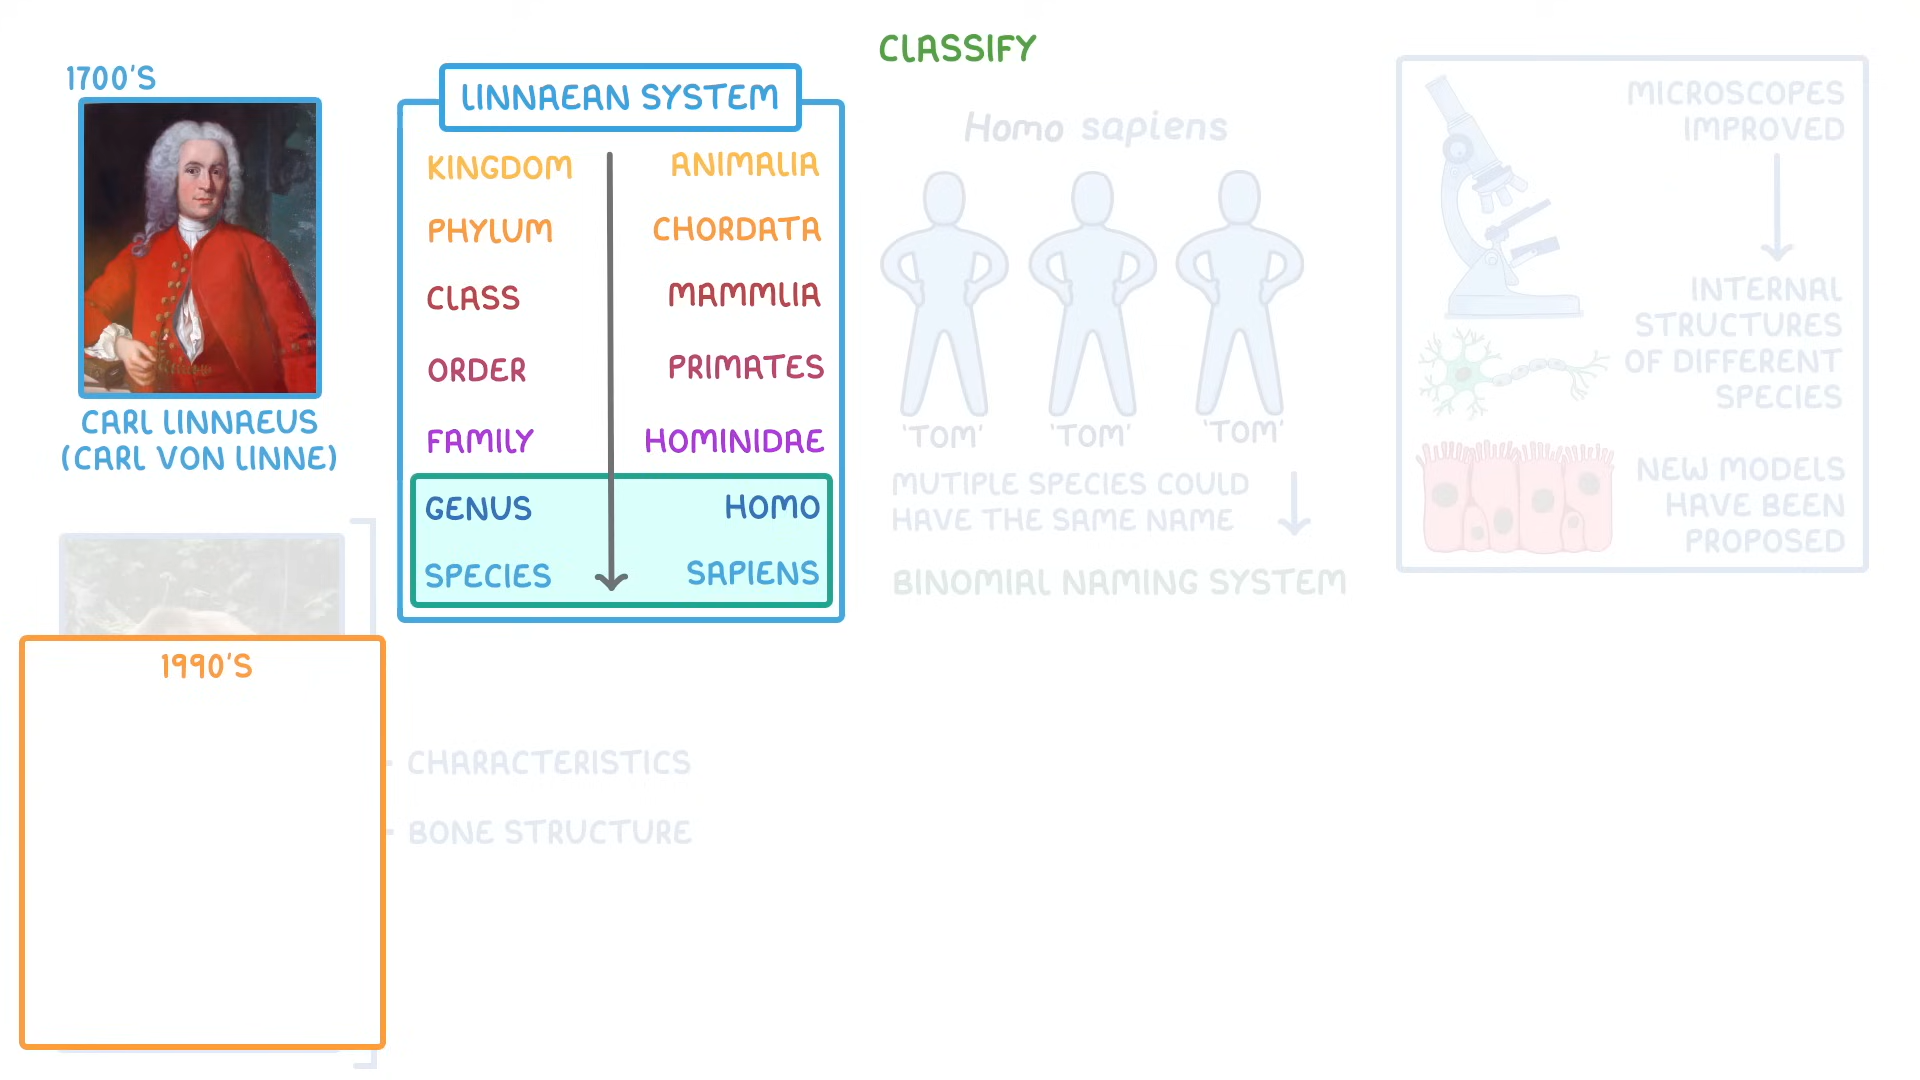 CLASSIFY
1700'S
CARL LINNAEUS
(CARL VON LINNE)
LINNAEAN SYSTEM
KINGDOM ANIMALIA
PHYLUM CHORDATA
CLASS MAMMLIA
ORDER PRIMATES
FAMILY HOMINIDAE
GENUS HOMO
SPECIES SAPIENS
Homo sapiens
'TOM' 'TOM' 'TOM'
MUTIPLE SPECIES COULD
HAVE THE SAME NAME
BINOMIAL NAMING SYSTEM
MICROSCOPES
IMPROVED
INTERNAL
STRUCTURES
OF DIFFERENT
SPECIES
NEW MODELS
HAVE BEEN
PROPOSED
1990'S
- CHARACTERISTICS
- BONE STRUCTURE